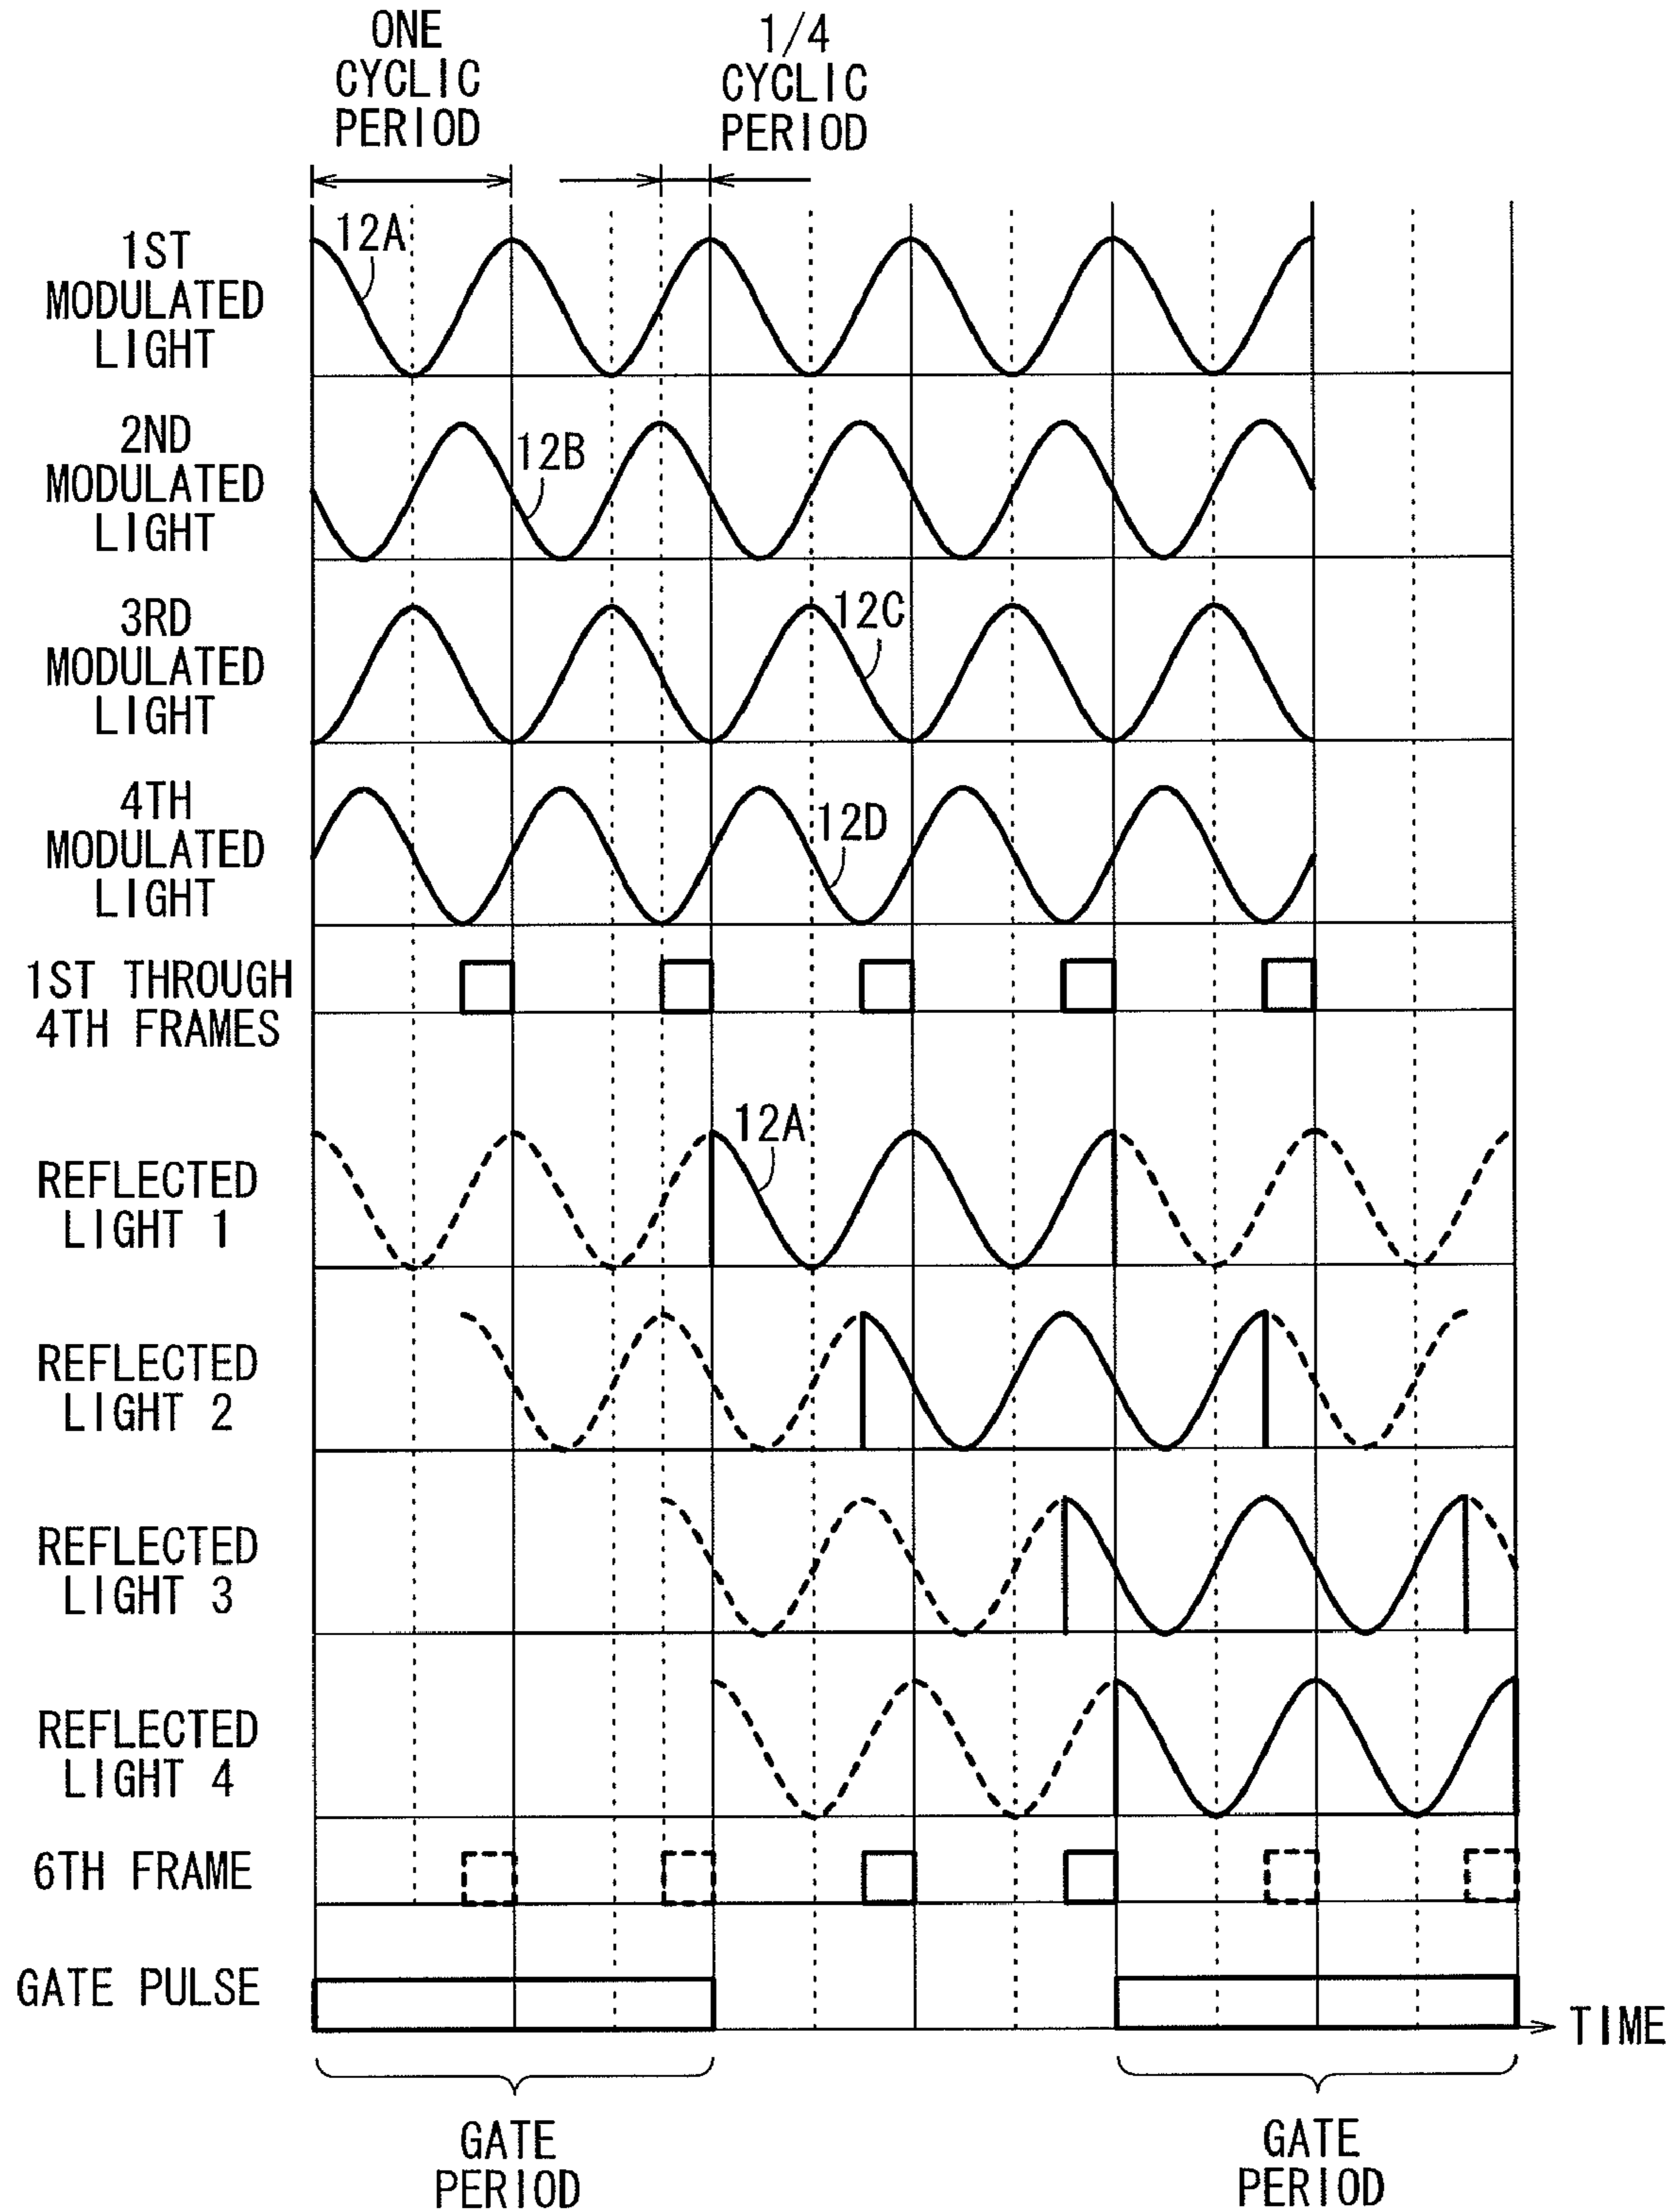 ONE
CYCLIC
PERIOD
1/4
CYCLIC
PERIOD
1ST
MODULATED
LIGHT
12A
2ND
MODULATED
LIGHT
12B
3RD
MODULATED
LIGHT
12C
4TH
MODULATED
LIGHT
12D
1ST THROUGH
4TH FRAMES
REFLECTED
LIGHT 1
12A
REFLECTED
LIGHT 2
REFLECTED
LIGHT 3
REFLECTED
LIGHT 4
6TH FRAME
GATE PULSE
TIME
GATE
PERIOD
GATE
PERIOD